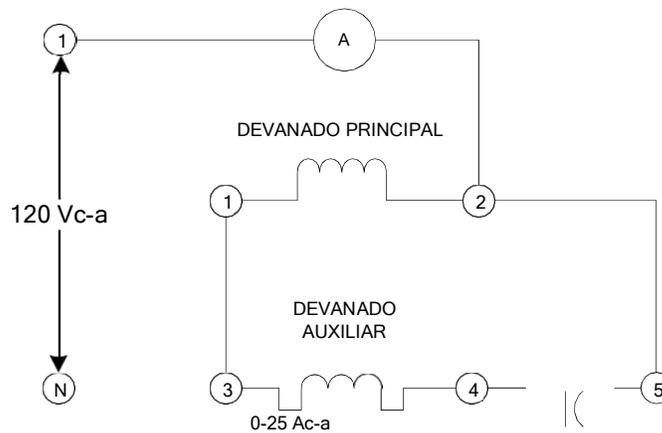 1
A
DEVANADO PRINCIPAL
1
2
120 Vc-a
DEVANADO
AUXILIAR
N
3
4
5
0-25 Ac-a